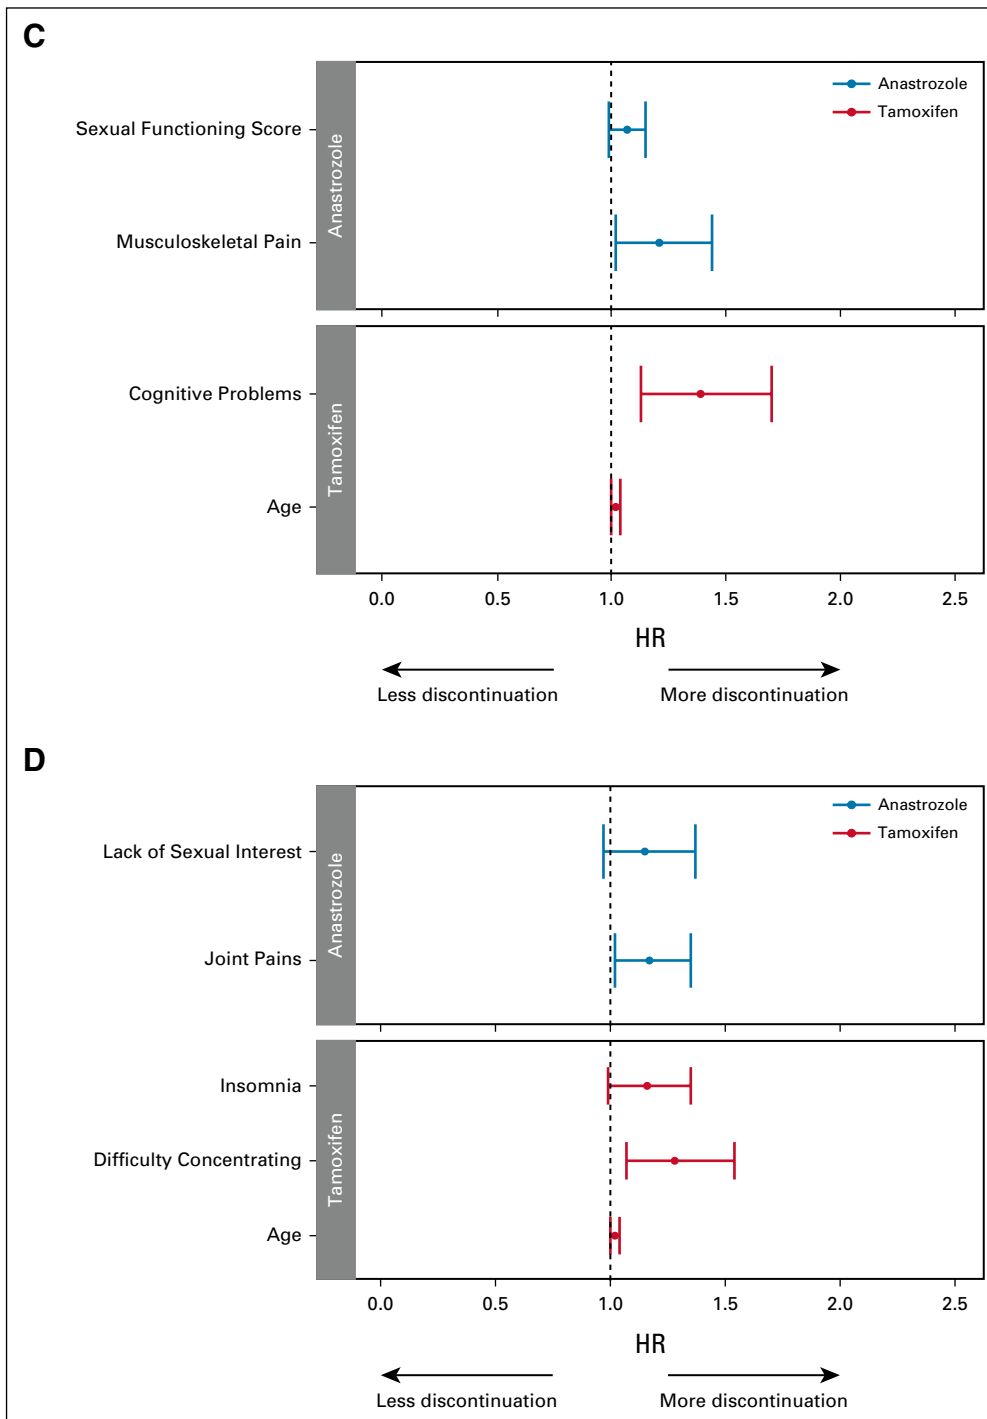 C
Anastrozole
Tamoxifen
Anastrozole
Sexual Functioning Score
Musculoskeletal Pain
Tamoxifen
Cognitive Problems
Age
0.0 0.5 1.0 1.5 2.0 2.5
HR
Less discontinuation More discontinuation
D
Anastrozole
Tamoxifen
Anastrozole
Lack of Sexual Interest
Joint Pains
Tamoxifen
Insomnia
Difficulty Concentrating
Age
0.0 0.5 1.0 1.5 2.0 2.5
HR
Less discontinuation More discontinuation